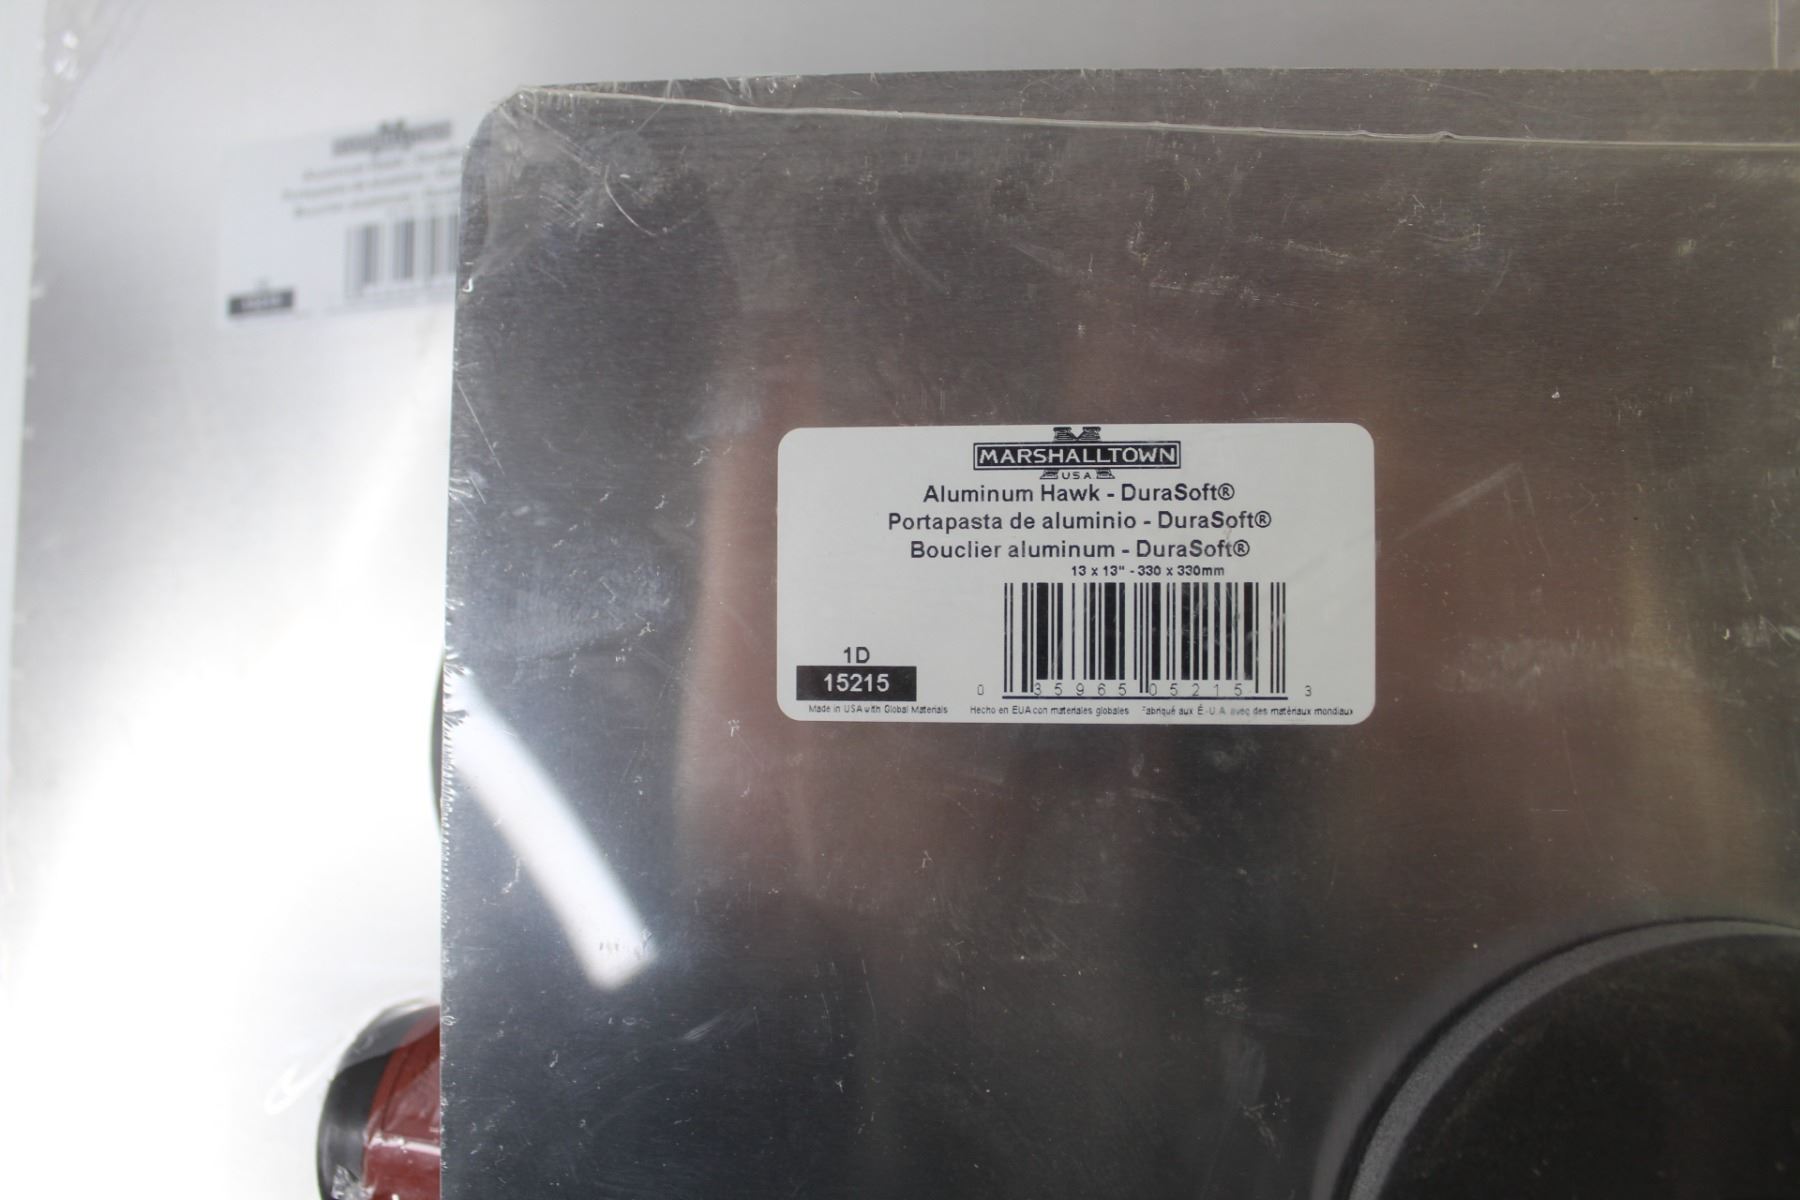 MARSHALLTOWN
USA
Aluminum Hawk - DuraSoft®
Portapasta de aluminio - DuraSoft®
Bouclier aluminum - DuraSoft®
13 x 13" - 330 x 330mm
1D
15215
0 35965 05215 3
Made in USA with Global Materials Hecho en EUA con materiales globales Fabriqué aux É.-U.A. avec des matériaux mondiaux